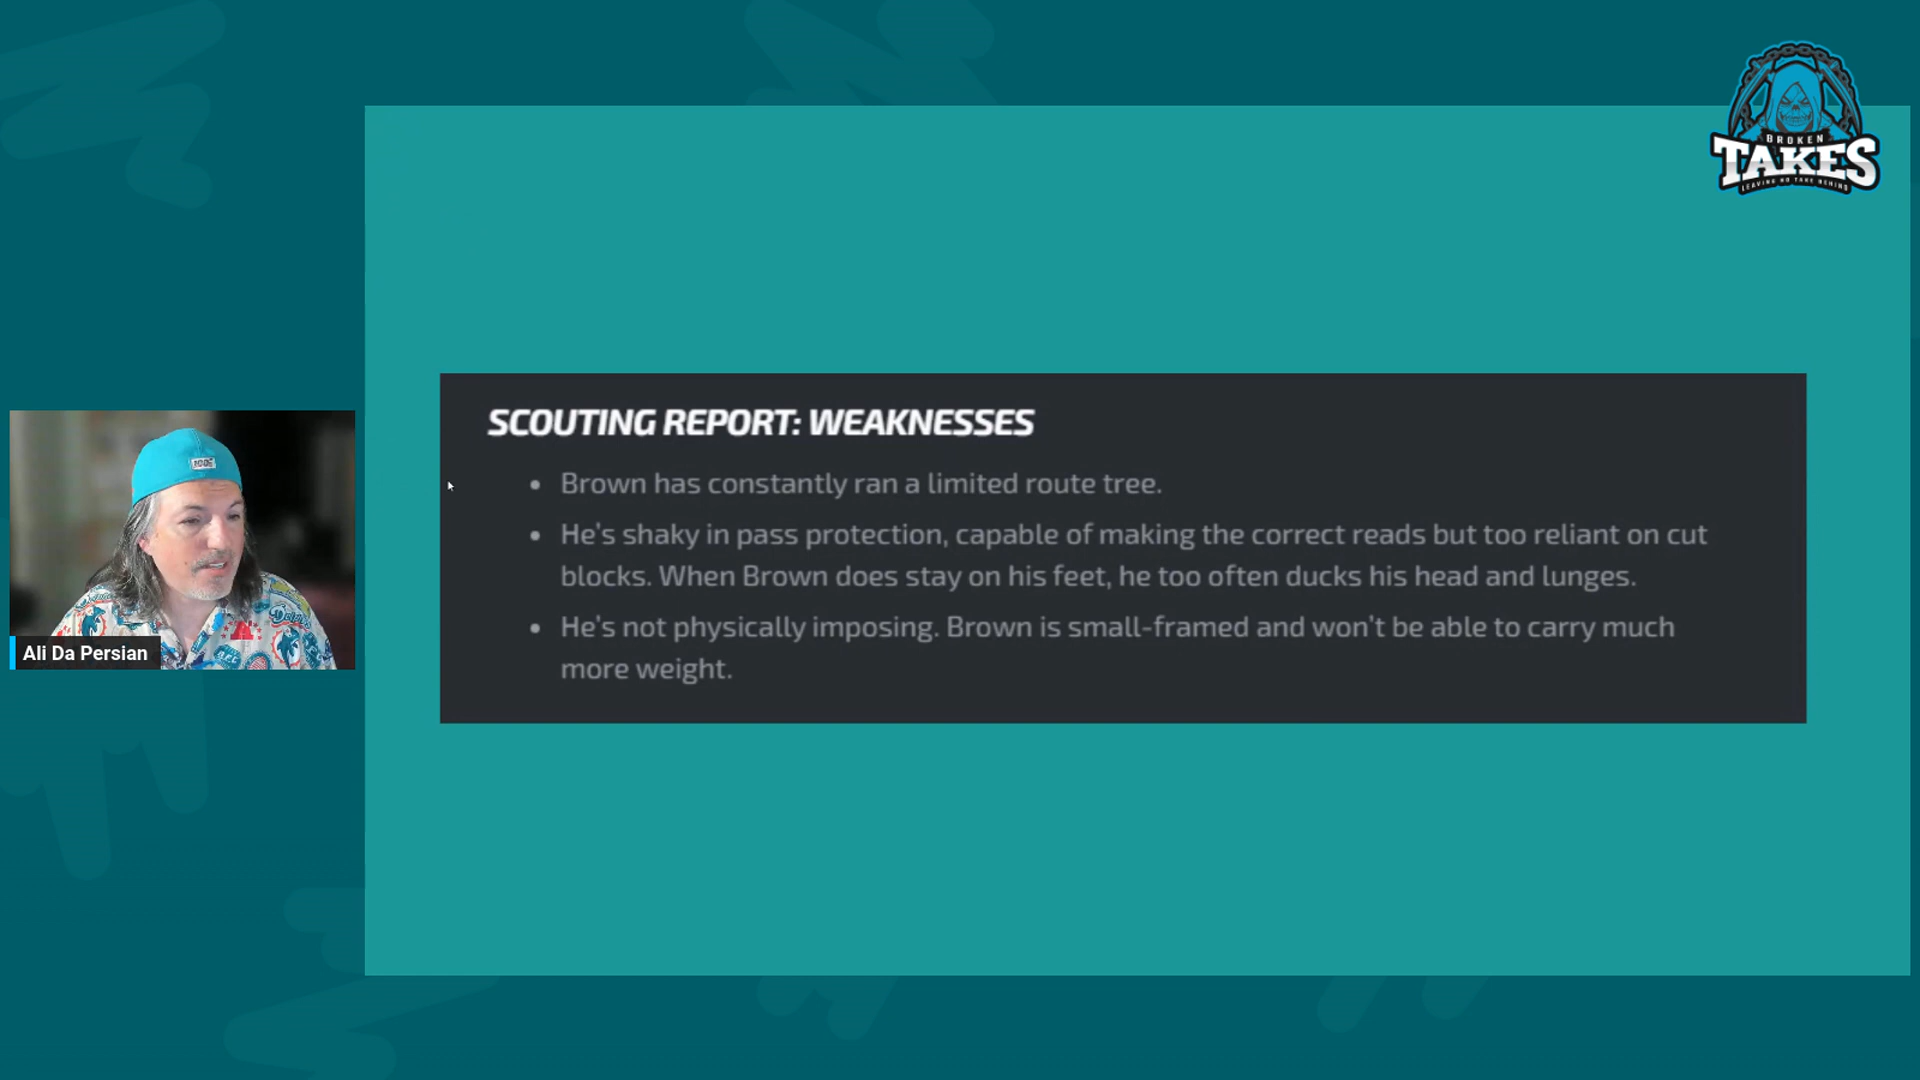 BROKEN
TAKES
LEAVING NO TAKE BEHIND
SCOUTING REPORT: WEAKNESSES
• Brown has constantly ran a limited route tree.
• He's shaky in pass protection, capable of making the correct reads but too reliant on cut
blocks. When Brown does stay on his feet, he too often ducks his head and lunges.
• He's not physically imposing. Brown is small-framed and won't be able to carry much
more weight.
Ali Da Persian